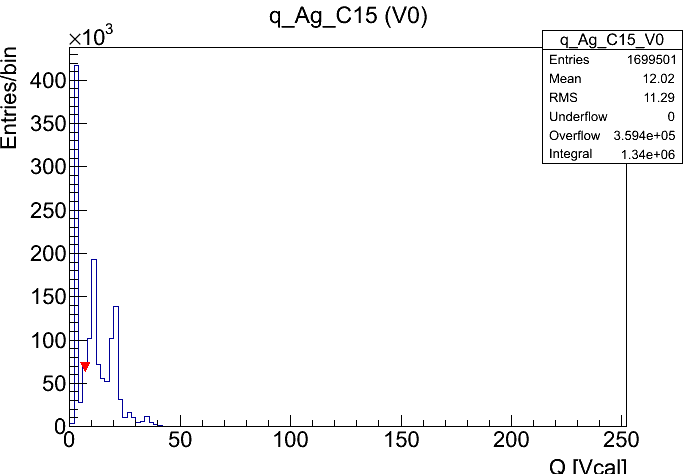 q_Ag_C15 (V0)
×10³
Entries/bin
q_Ag_C15_V0
Entries 1699501
Mean 12.02
RMS 11.29
Underflow 0
Overflow 3.594e+05
Integral 1.34e+06
400
350
300
250
200
150
100
50
0
0 50 100 150 200 250
Q [Vcal]